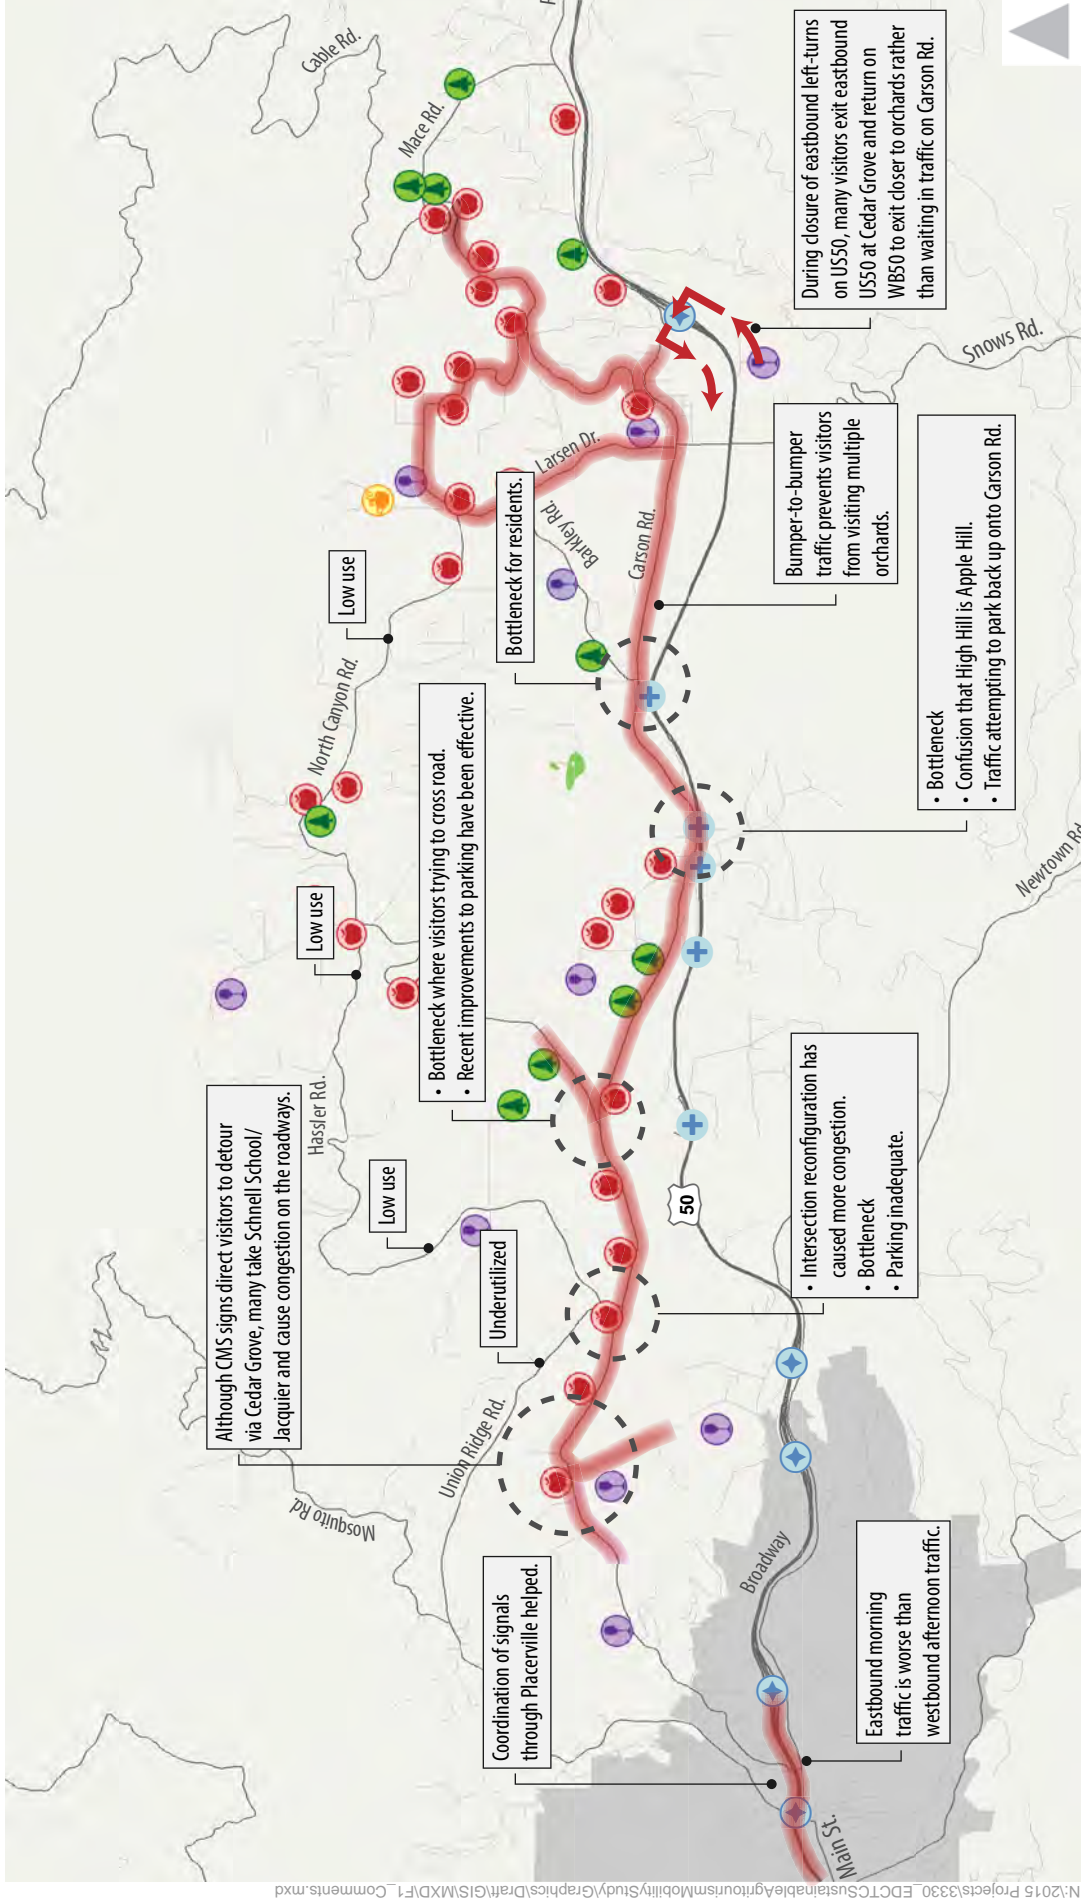 Although CMS signs direct visitors to detour
via Cedar Grove, many take Schnell School/
Jacquier and cause congestion on the roadways.
Low use
Low use
Low use
Underutilized
• Bottleneck where visitors trying to cross road.
• Recent improvements to parking have been effective.
Bottleneck for residents.
Coordination of signals
through Placerville helped.
Eastbound morning
traffic is worse than
westbound afternoon traffic.
• Intersection reconfiguration has
caused more congestion.
• Bottleneck
• Parking inadequate.
• Bottleneck
• Confusion that High Hill is Apple Hill.
• Traffic attempting to park back up onto Carson Rd.
Bumper-to-bumper
traffic prevents visitors
from visiting multiple
orchards.
During closure of eastbound left-turns
on US50, many visitors exit eastbound
US50 at Cedar Grove and return on
WB50 to exit closer to orchards rather
than waiting in traffic on Carson Rd.
Mosquito Rd.
Union Ridge Rd.
Hassler Rd.
North Canyon Rd.
Barkley Rd.
Larsen Dr.
Carson Rd.
Mace Rd.
Cable Rd.
Snows Rd.
Newtown Rd
Broadway
Main St.
50
N:\2015 Projects\3330_EDCTCSustainableAgritourismMobilityStudy\Graphics\Draft\GIS\MXD\F1_Comments.mxd